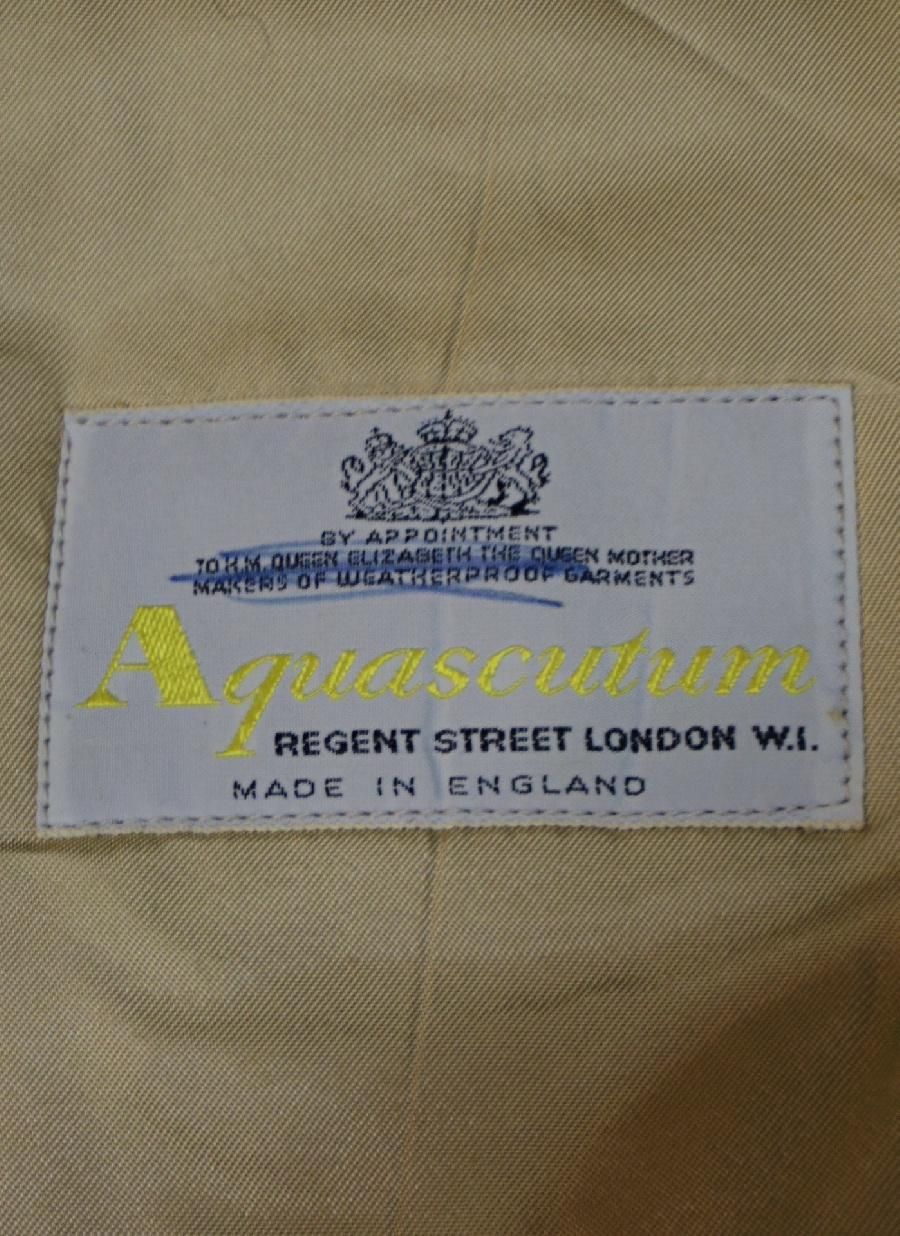 BY APPOINTMENT
TO H.M. QUEEN ELIZABETH THE QUEEN MOTHER
MAKERS OF WEATHERPROOF GARMENTS
Aquascutum
REGENT STREET LONDON W.I.
MADE IN ENGLAND